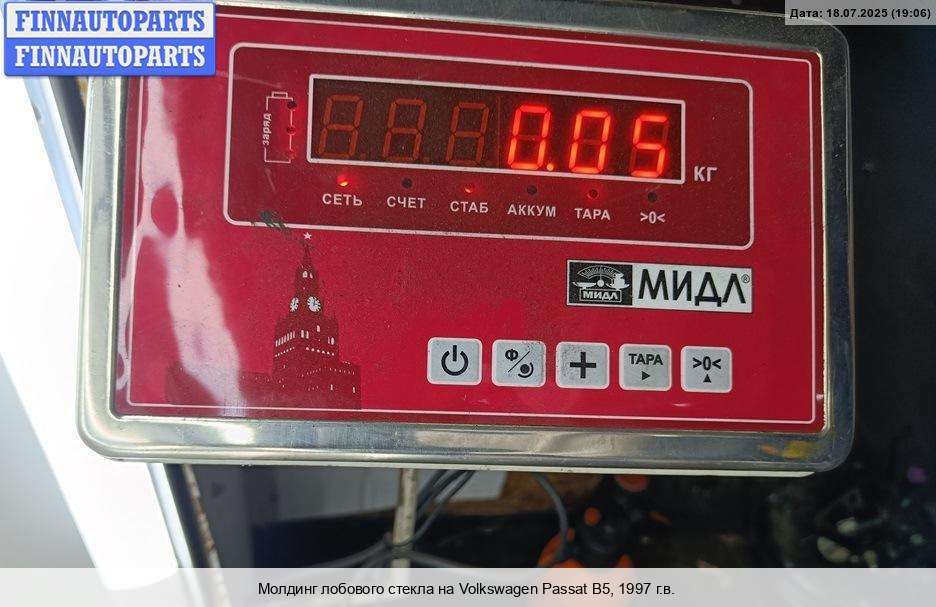 FINNAUTOPARTS
FINNAUTOPARTS
Дата: 18.07.2025 (19:06)
заряд
0.05
КГ
СЕТЬ СЧЕТ СТАБ АККУМ ТАРА >0<
МИДЛ МИДЛ®
Ф ТАРА >0<
Молдинг лобового стекла на Volkswagen Passat B5, 1997 г.в.